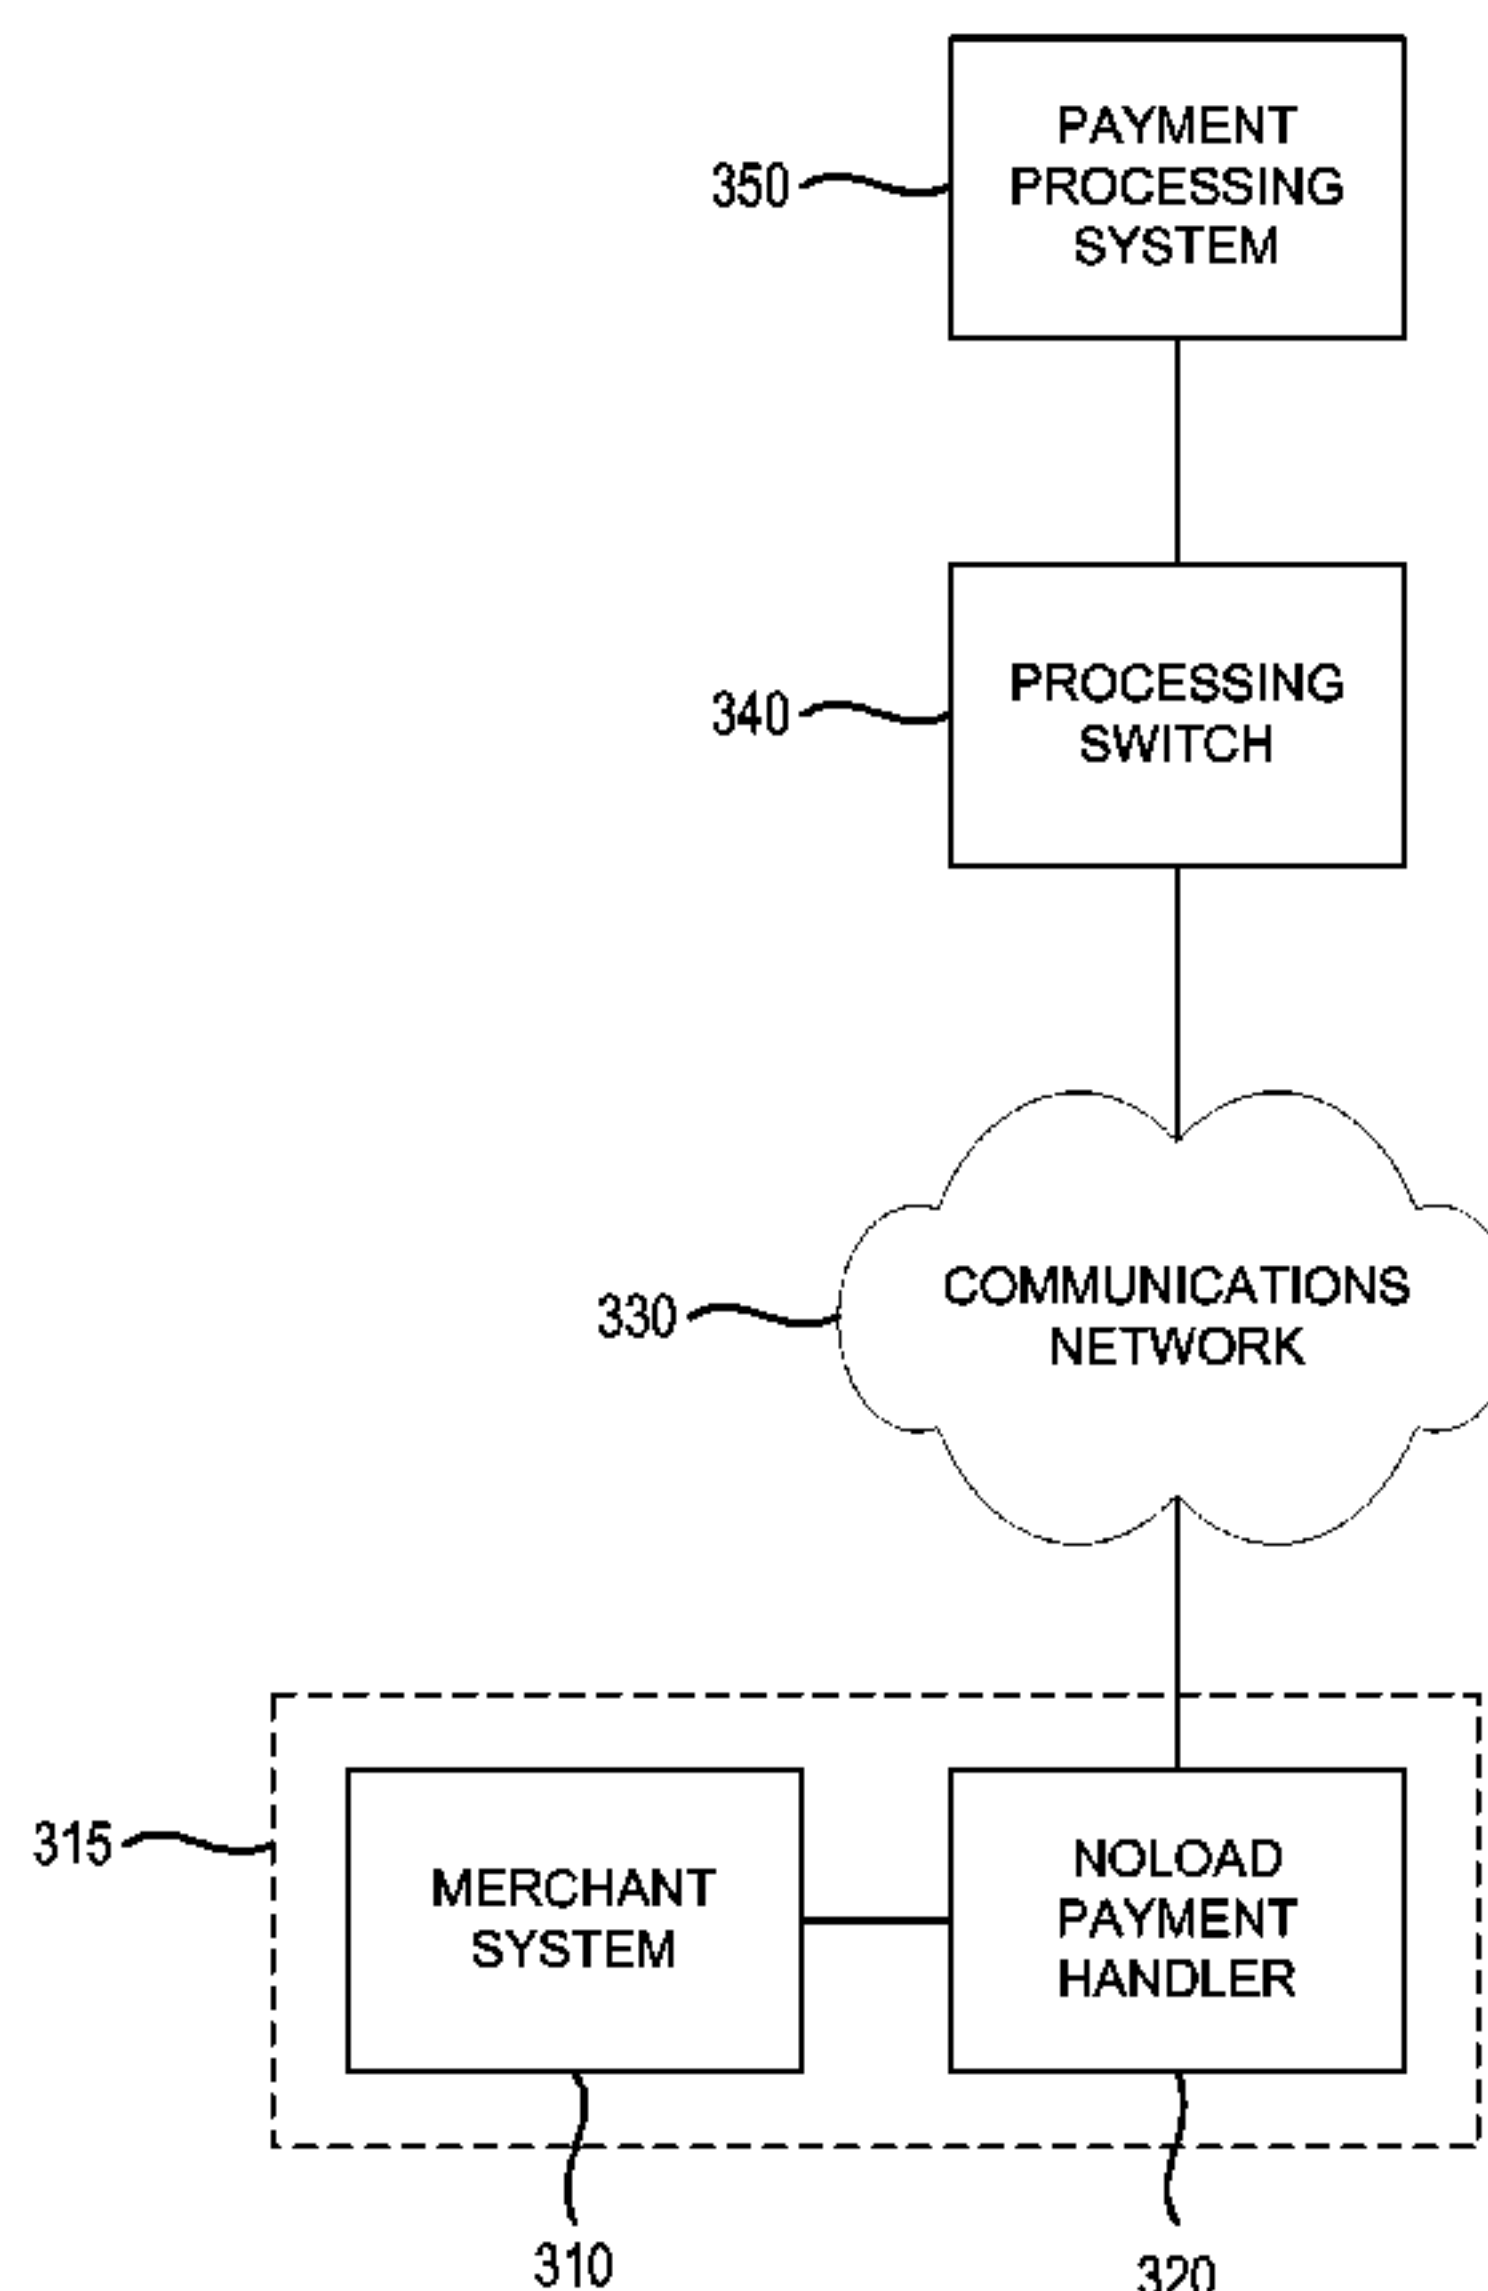 PAYMENT
PROCESSING
SYSTEM
350
PROCESSING
SWITCH
340
COMMUNICATIONS
NETWORK
330
315
MERCHANT
SYSTEM
NOLOAD
PAYMENT
HANDLER
310
320